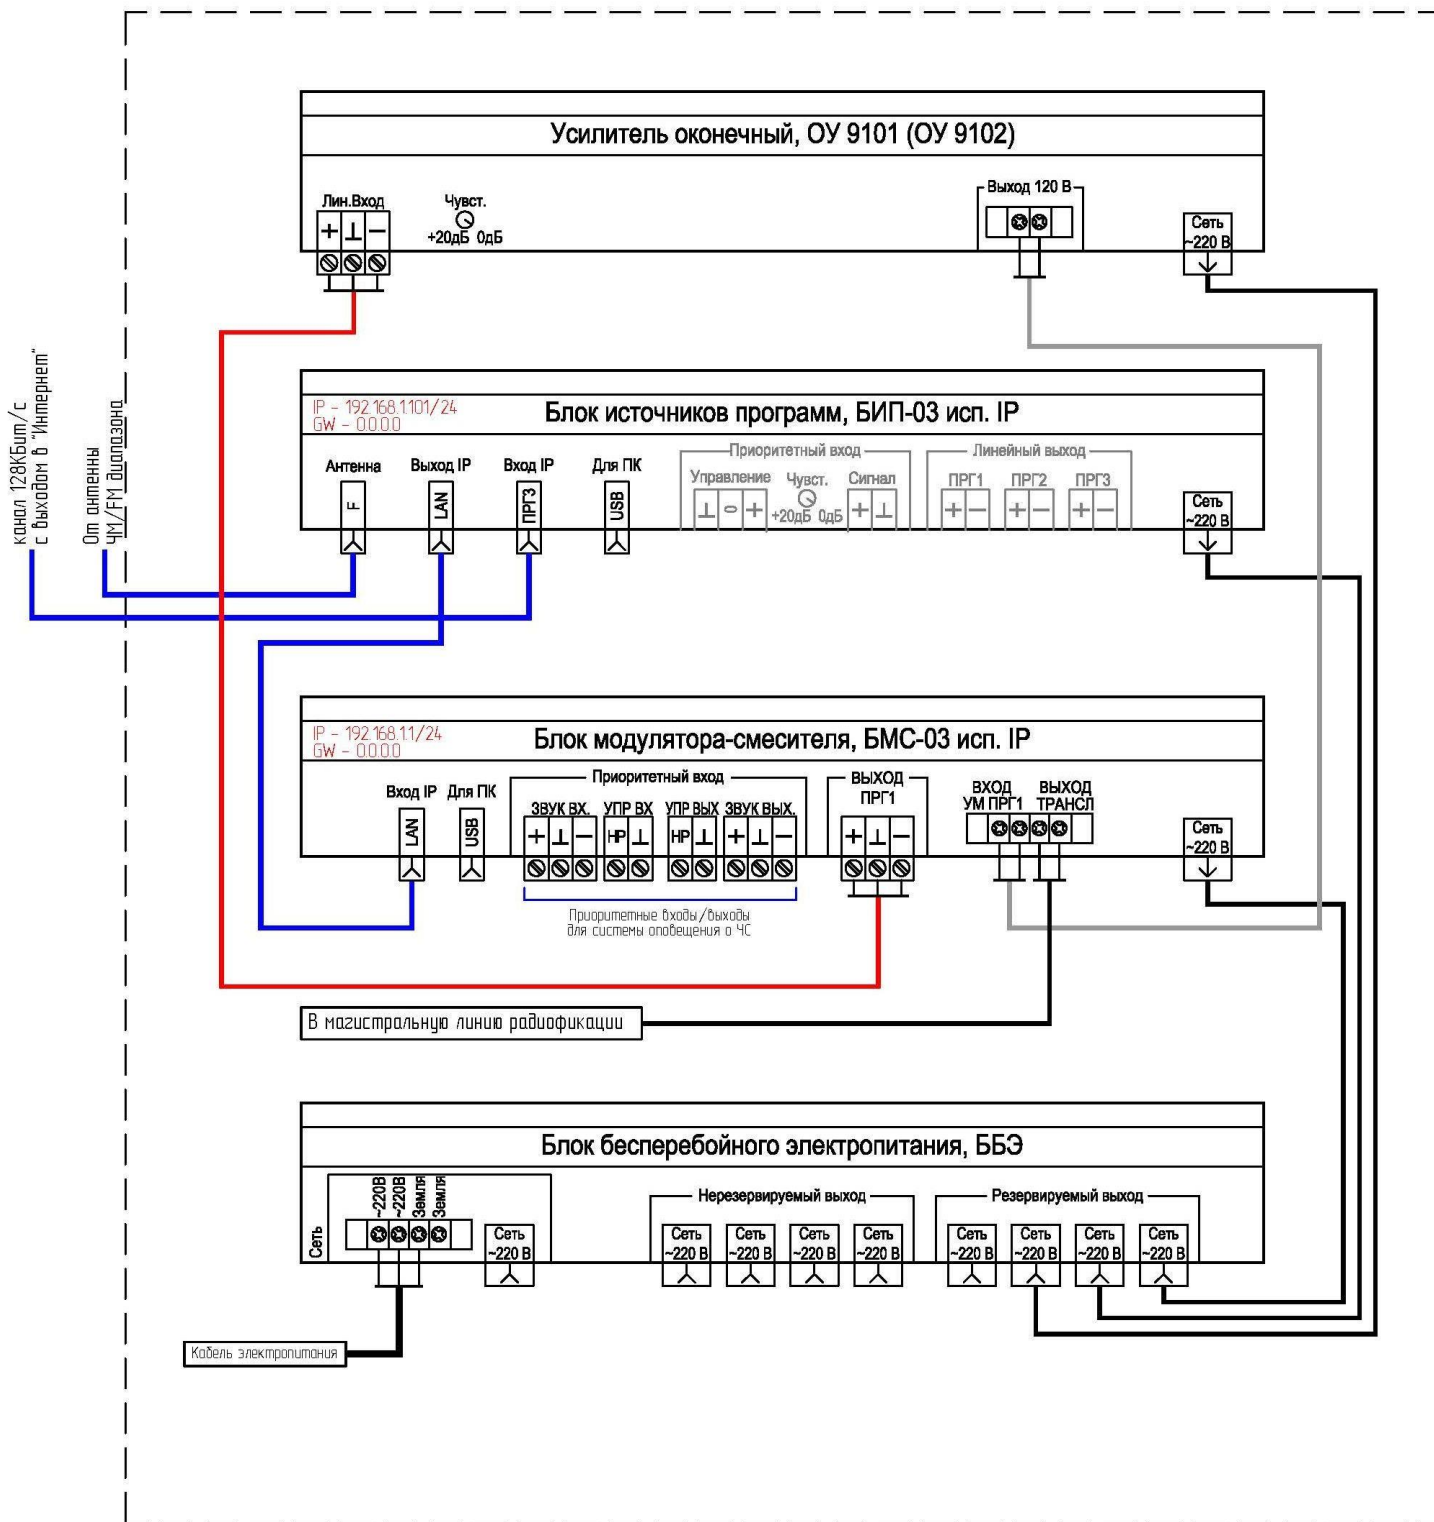 Усилитель оконечный, ОУ 9101 (ОУ 9102)
Лин.Вход
+ ⊥ −
Чувст.
+20дБ 0дБ
Выход 120 В
Сеть
~220 В
канал 128КБит/с
с выходом в "Интернет"
От антенны
ЧМ/FM диапазона
IP - 192.168.1.101/24
GW - 0.0.0.0
Блок источников программ, БИП-03 исп. IP
Антенна
F
Выход IP
LAN
Вход IP
ПРГ3
Для ПК
USB
Приоритетный вход
Управление
⊥ 0 +
Чувст.
+20дБ 0дБ
Сигнал
+ ⊥
Линейный выход
ПРГ1 ПРГ2 ПРГ3
+ − + − + −
Сеть
~220 В
IP - 192.168.1.1/24
GW - 0.0.0.0
Блок модулятора-смесителя, БМС-03 исп. IP
Вход IP
LAN
Для ПК
USB
Приоритетный вход
ЗВУК ВХ. УПР ВХ УПР ВЫХ ЗВУК ВЫХ.
+ ⊥ − НР ⊥ НР ⊥ + ⊥ −
Приоритетные входы/выходы
для системы оповещения о ЧС
ВЫХОД
ПРГ1
+ ⊥ −
ВХОД
УМ ПРГ1
ВЫХОД
ТРАНСЛ
Сеть
~220 В
В магистральную линию радиофикации
Блок бесперебойного электропитания, ББЭ
Сеть
~220В
~220В
Земля
Земля
Сеть
~220 В
Нерезервируемый выход
Сеть Сеть Сеть Сеть
~220 В ~220 В ~220 В ~220 В
Резервируемый выход
Сеть Сеть Сеть Сеть
~220 В ~220 В ~220 В ~220 В
Кабель электропитания